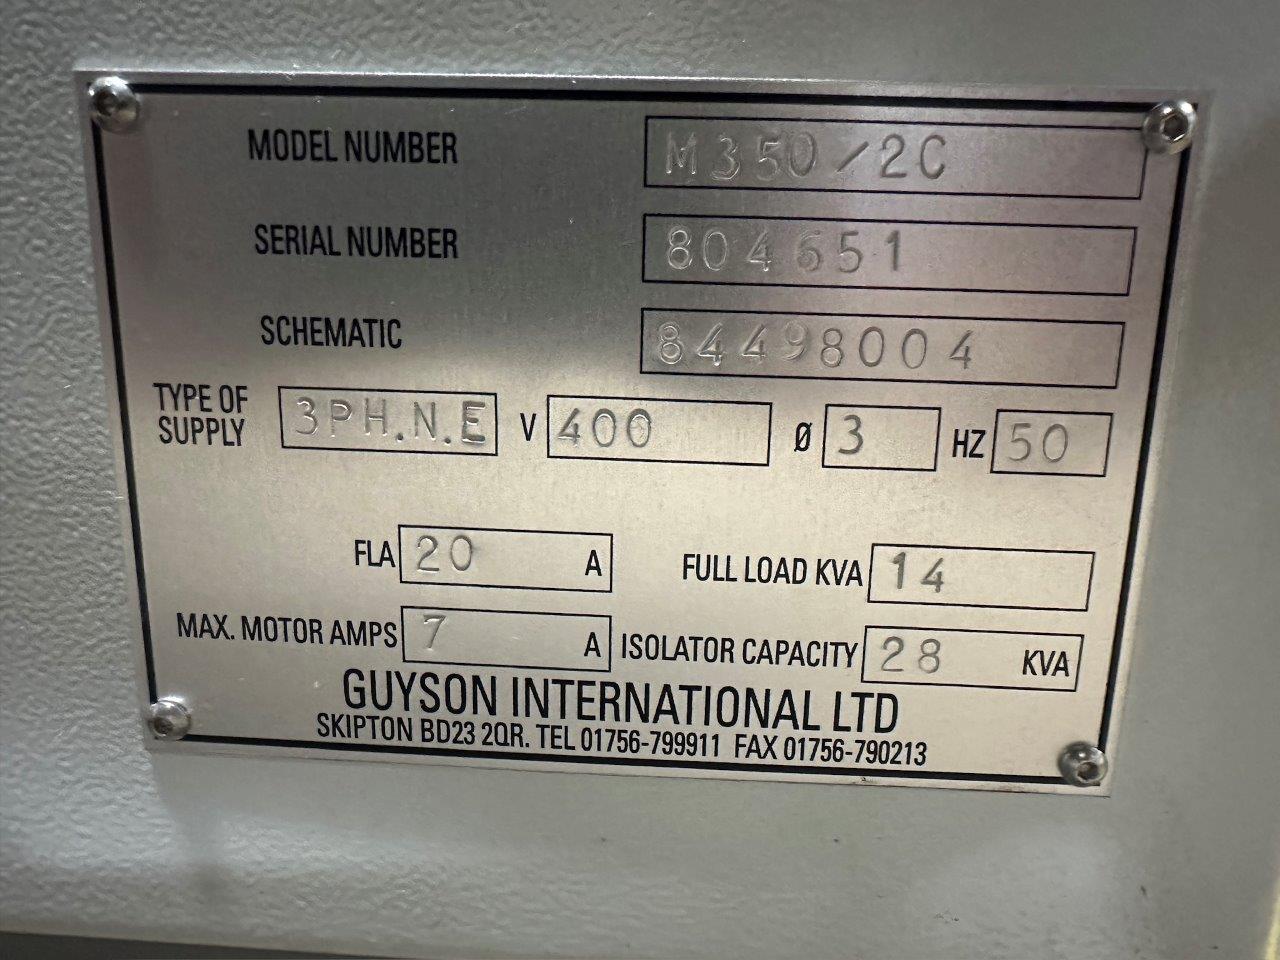 MODEL NUMBER M350/2C
SERIAL NUMBER 804651
SCHEMATIC 84498004
TYPE OF SUPPLY 3PH.N.E V 400 Ø 3 HZ 50
FLA 20 A FULL LOAD KVA 14
MAX. MOTOR AMPS 7 A ISOLATOR CAPACITY 28 KVA
GUYSON INTERNATIONAL LTD
SKIPTON BD23 2QR. TEL 01756-799911 FAX 01756-790213